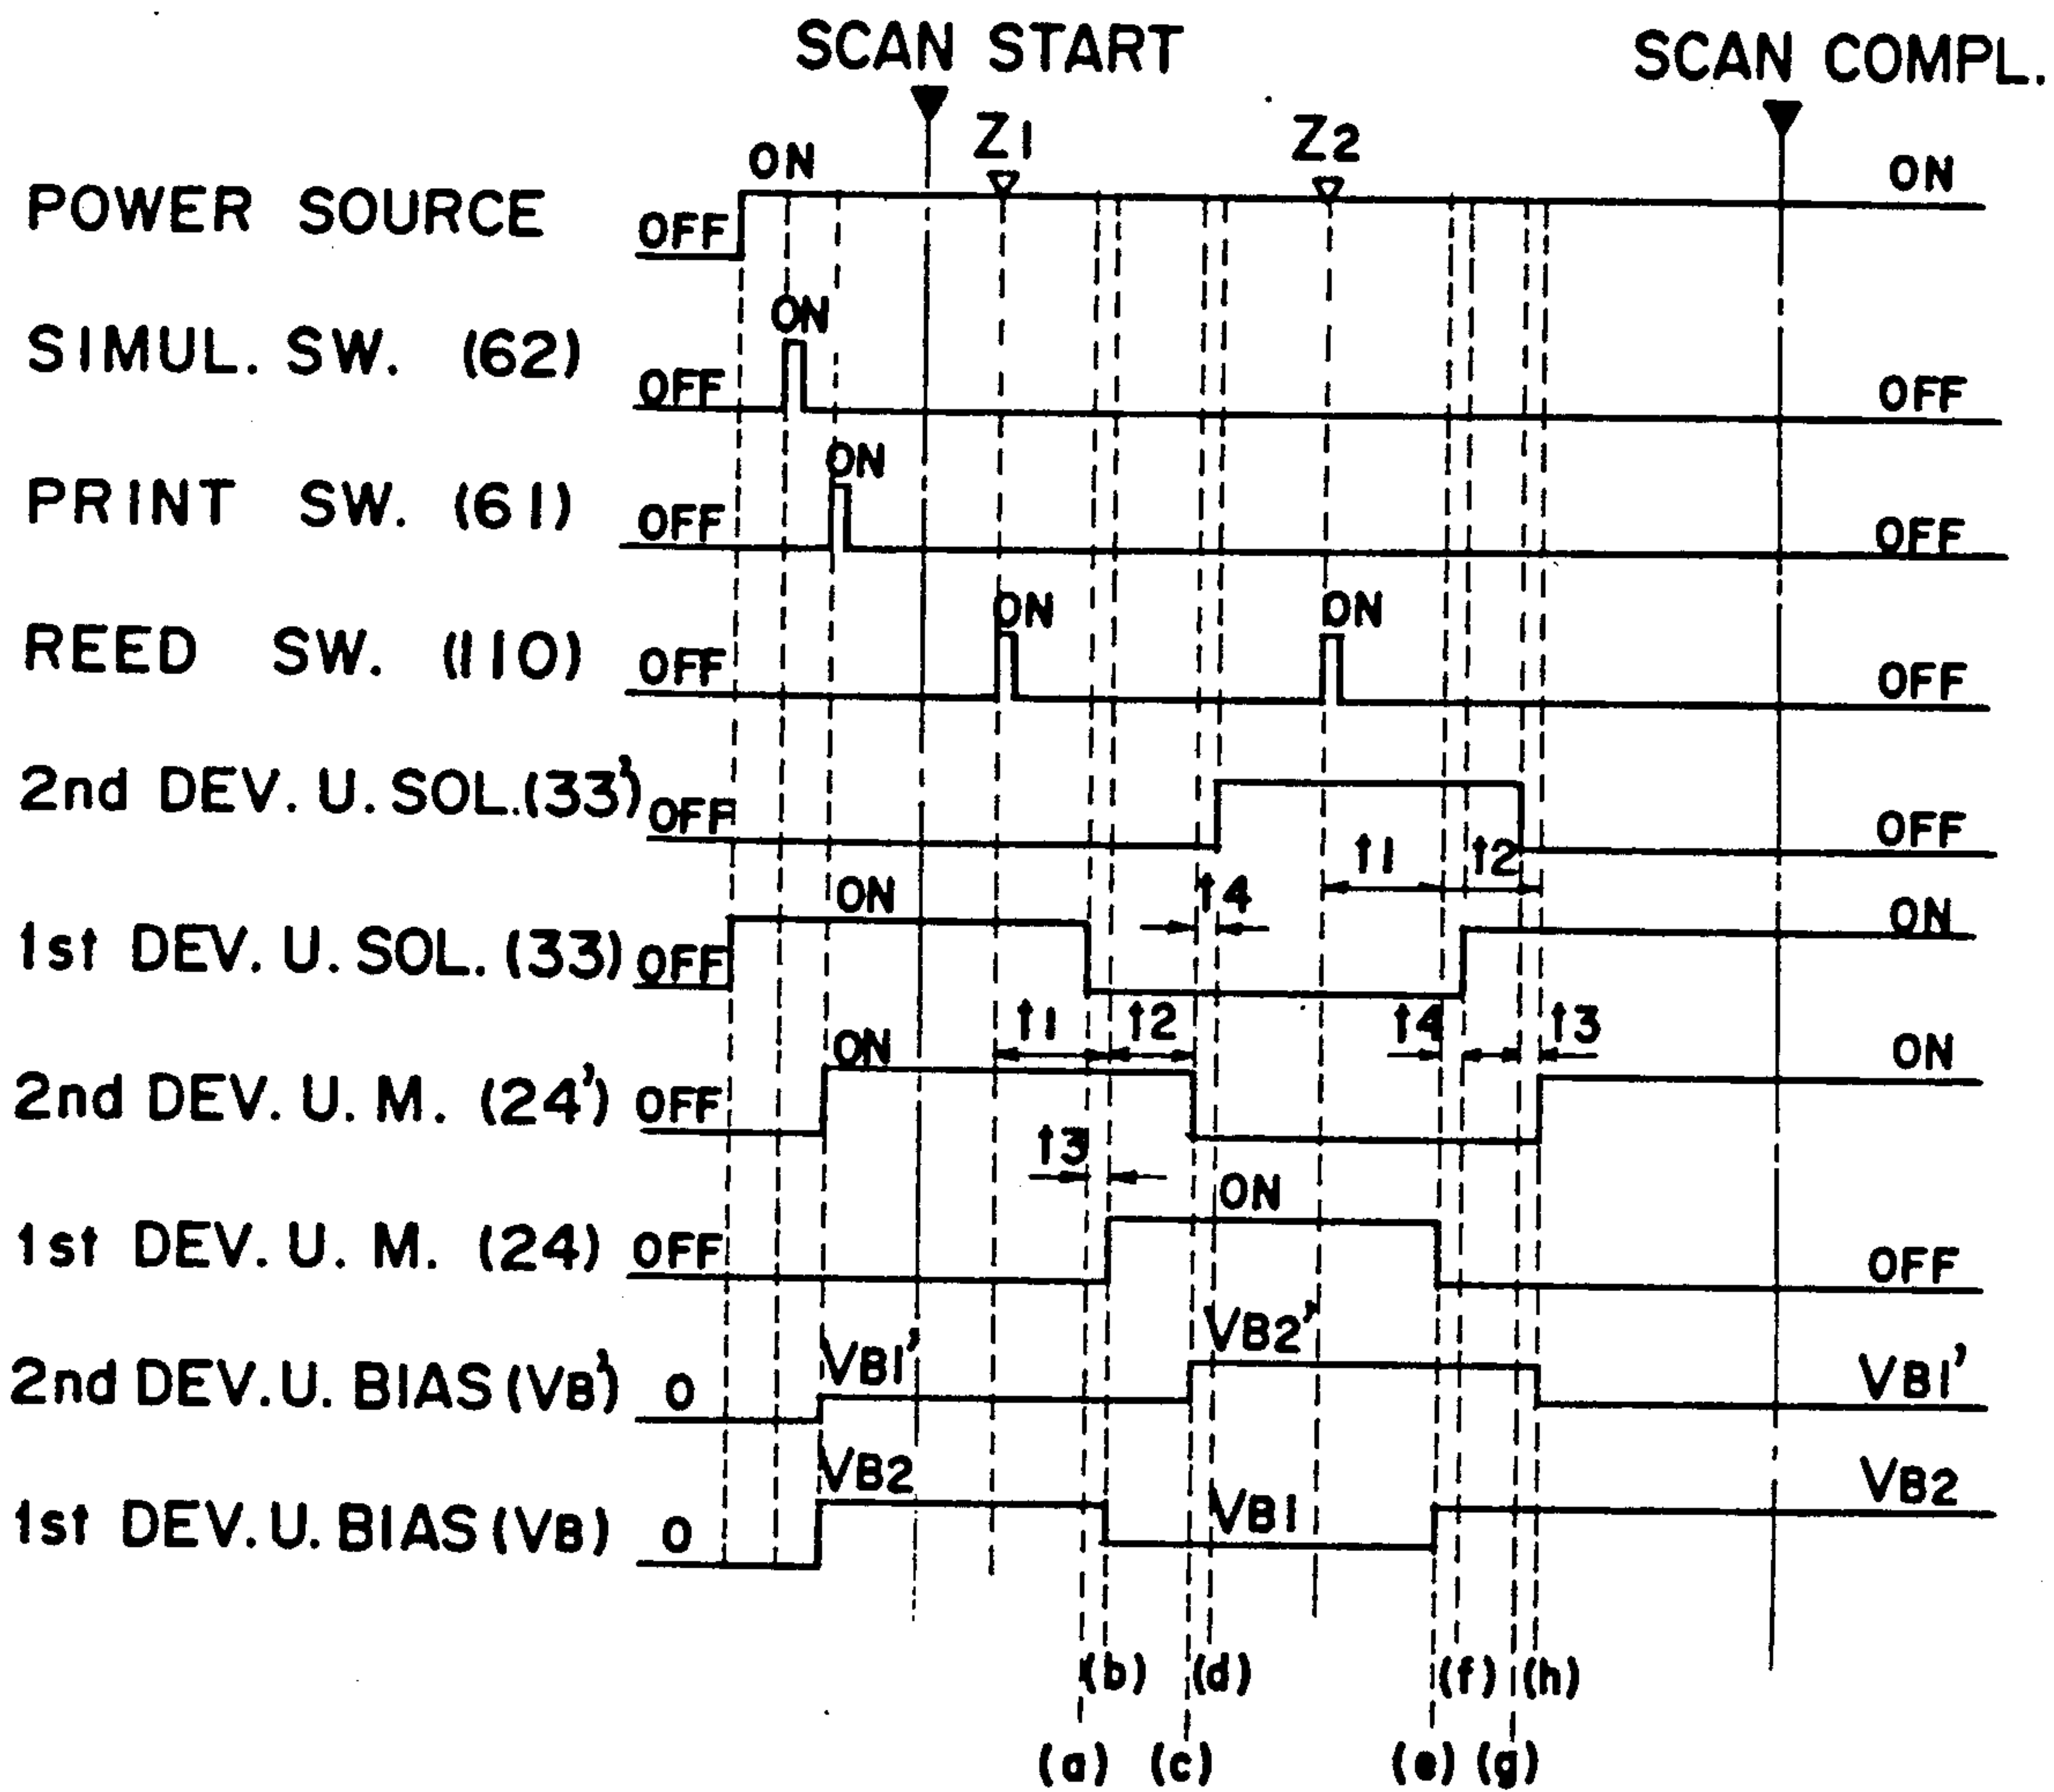 SCAN START SCAN COMPL.
Z1 Z2
POWER SOURCE OFF ON ON
SIMUL. SW. (62) OFF ON OFF
PRINT SW. (61) OFF ON OFF
REED SW. (110) OFF ON ON OFF
2nd DEV. U. SOL.(33') OFF OFF
t1 t2
t4
1st DEV. U. SOL. (33) OFF ON ON
t1 t2 t4 t3
2nd DEV. U. M. (24') OFF ON ON
t3
1st DEV. U. M. (24) OFF ON OFF
2nd DEV. U. BIAS (VB') 0 VB1' VB2' VB1'
1st DEV. U. BIAS (VB) 0 VB2 VB1 VB2
(b) (d) (f) (h)
(a) (c) (e) (g)